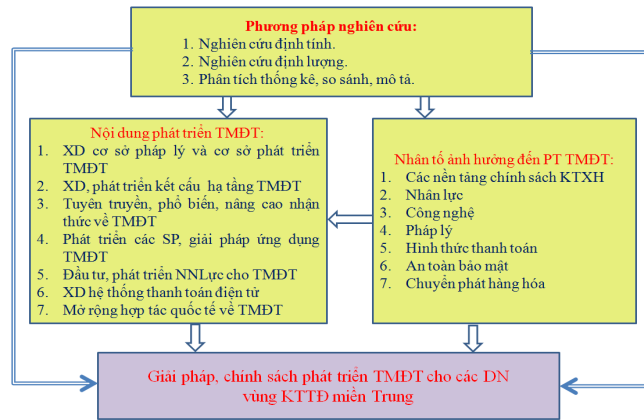 Phương pháp nghiên cứu:
1. Nghiên cứu định tính.
2. Nghiên cứu định lượng.
3. Phân tích thống kê, so sánh, mô tả.
Nội dung phát triển TMĐT:
1. XD cơ sở pháp lý và cơ sở phát triển
TMĐT
2. XD, phát triển kết cấu hạ tầng TMĐT
3. Tuyên truyền, phổ biến, nâng cao nhận
thức về TMĐT
4. Phát triển các SP, giải pháp ứng dụng
TMĐT
5. Đầu tư, phát triển NNLực cho TMĐT
6. XD hệ thống thanh toán điện tử
7. Mở rộng hợp tác quốc tế về TMĐT
Nhân tố ảnh hưởng đến PT TMĐT:
1. Các nền tảng chính sách KTXH
2. Nhân lực
3. Công nghệ
4. Pháp lý
5. Hình thức thanh toán
6. An toàn bảo mật
7. Chuyển phát hàng hóa
Giải pháp, chính sách phát triển TMĐT cho các DN
vùng KTTĐ miền Trung